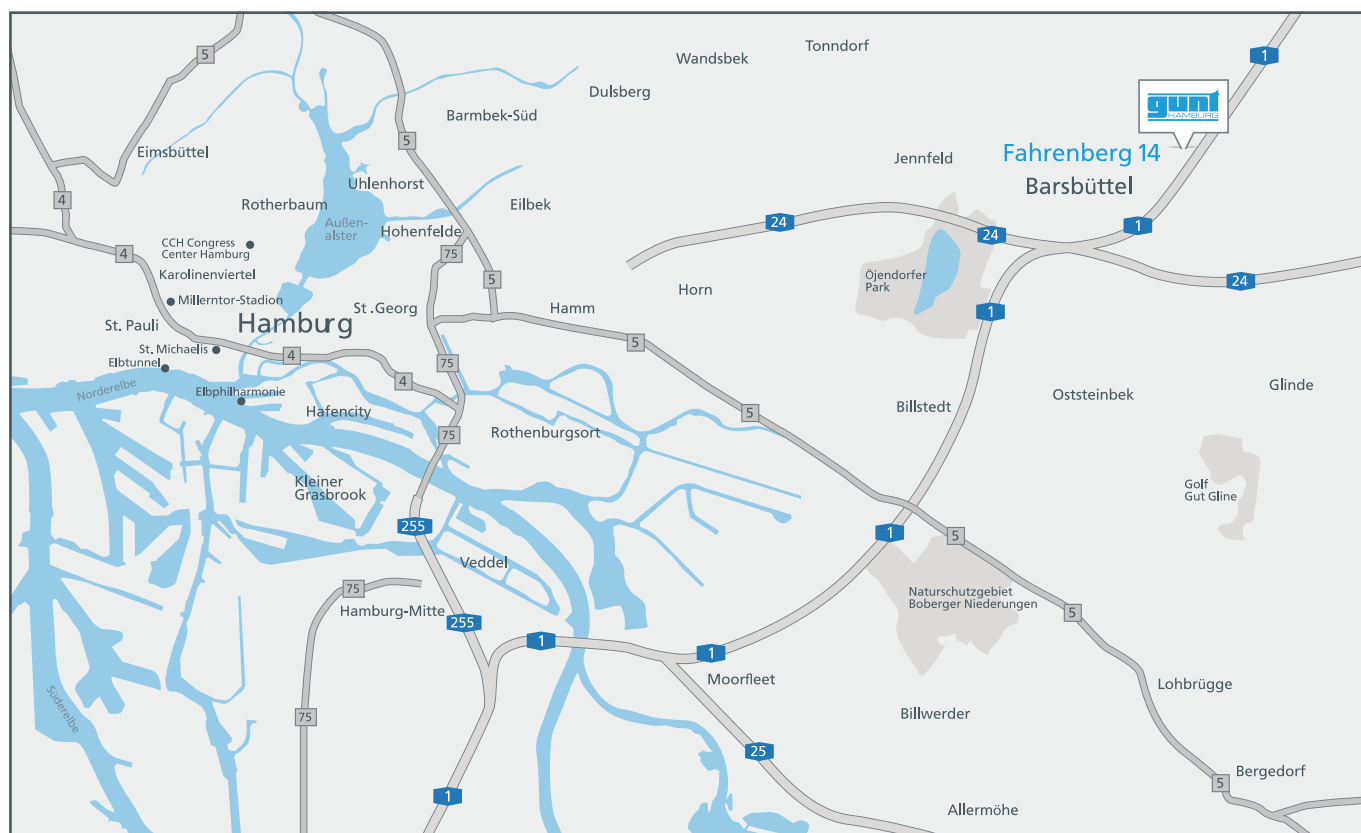 Tonndorf
1
5
Wandsbek
Dulsberg
gunt
HAMBURG
Barmbek-Süd
5
Eimsbüttel
Jennfeld
Fahrenberg 14
Barsbüttel
Uhlenhorst
4
Rotherbaum
Eilbek
Außen-
alster
Hohenfelde
24
1
24
CCH Congress
Center Hamburg
4
75
Karolinenviertel
5
Öjendorfer
Park
24
Millerntor-Stadion
St .Georg
Hamm
Horn
1
St. Pauli
Hamburg
5
St. Michaelis
4
75
Elbtunnel
4
Norderelbe
Elbphilharmonie
Glinde
Oststeinbek
Billstedt
Hafencity
5
75
Rothenburgsort
Kleiner
Grasbrook
Golf
Gut Gline
255
1
5
Veddel
75
Naturschutzgebiet
Boberger Niederungen
Hamburg-Mitte
5
255
1
1
Moorfleet
Lohbrügge
Süderelbe
75
Billwerder
25
Bergedorf
5
1
Allermöhe